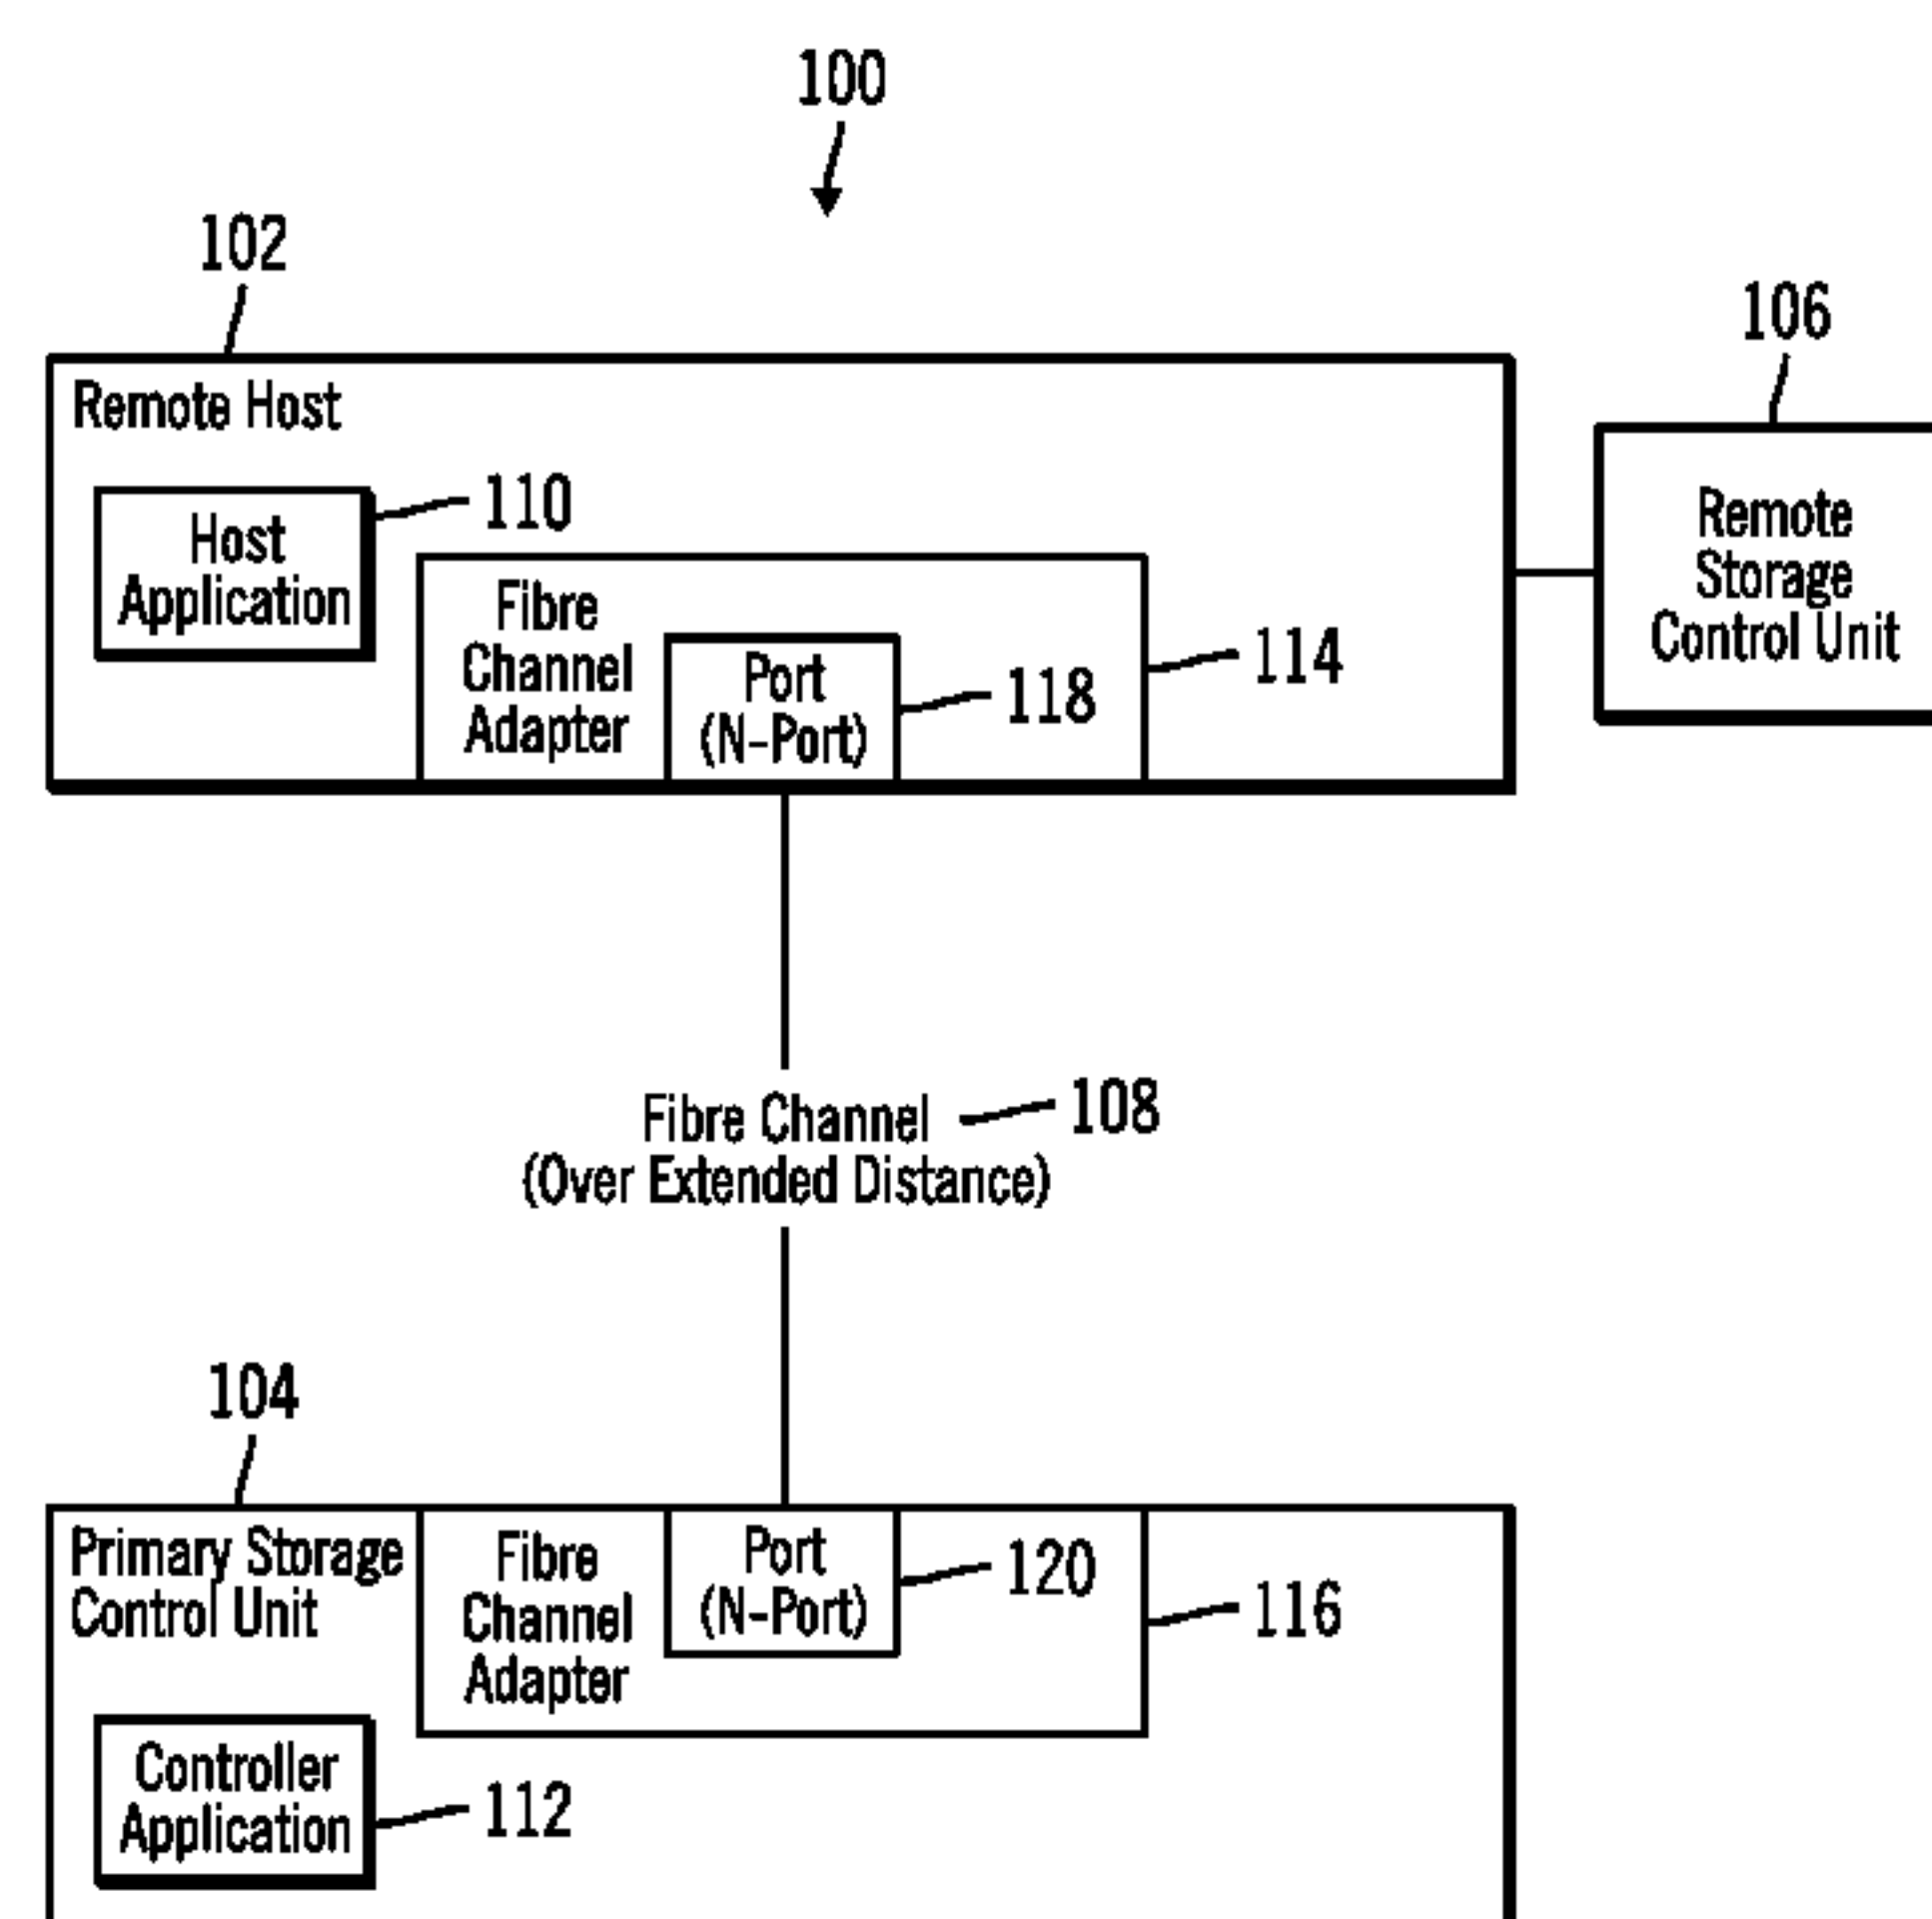 100
102
106
Remote Host
Host
Application
110
Fibre
Channel
Adapter
Port
(N-Port)
118
114
Remote
Storage
Control Unit
Fibre Channel
(Over Extended Distance)
108
104
Primary Storage
Control Unit
Fibre
Channel
Adapter
Port
(N-Port)
120
116
Controller
Application
112